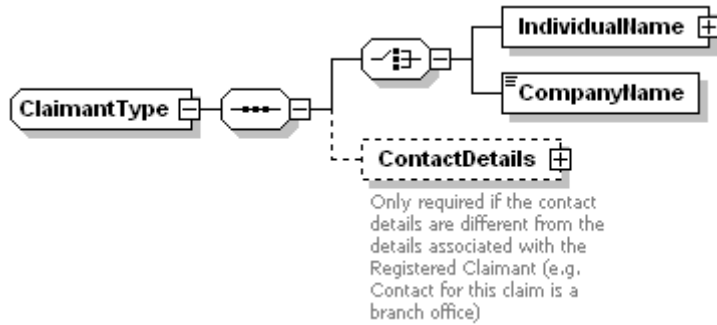 IndividualName
ClaimantType
CompanyName
ContactDetails
Only required if the contact
details are different from the
details associated with the
Registered Claimant (e.g.
Contact for this claim is a
branch office)